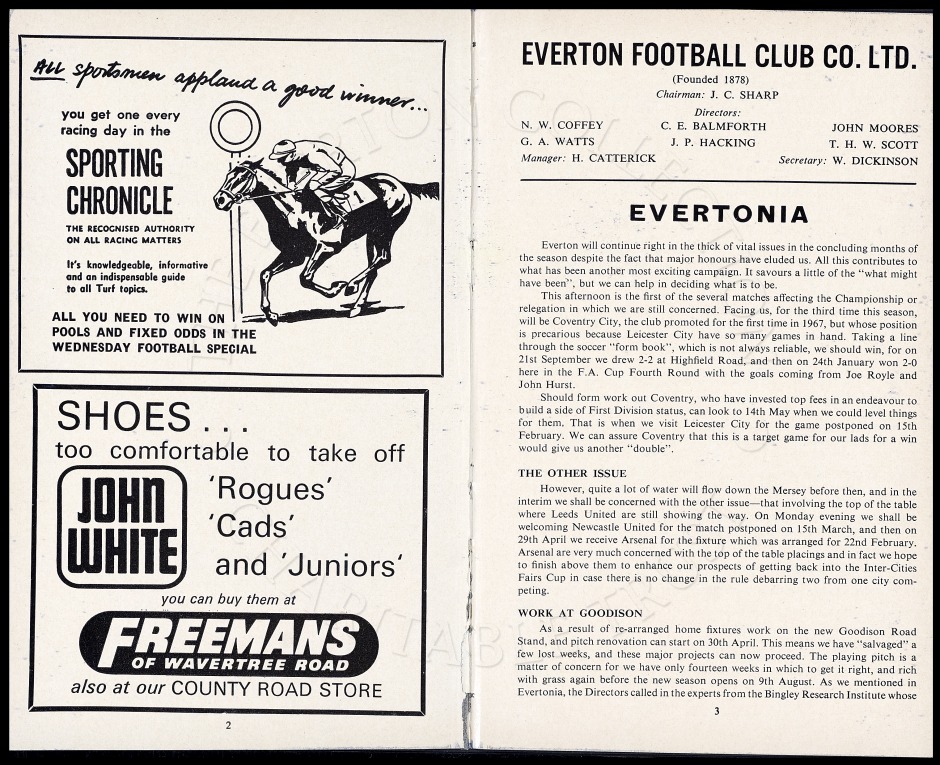 ALL sportsmen applaud a good winner...
you get one every
racing day in the
SPORTING
CHRONICLE
THE RECOGNISED AUTHORITY
ON ALL RACING MATTERS
It's knowledgeable, informative
and an indispensable guide
to all Turf topics.
ALL YOU NEED TO WIN ON
POOLS AND FIXED ODDS IN THE
WEDNESDAY FOOTBALL SPECIAL
1
SHOES ...
too comfortable to take off
JOHN
WHITE
'Rogues'
'Cads'
and 'Juniors'
you can buy them at
FREEMANS
OF WAVERTREE ROAD
also at our COUNTY ROAD STORE
2
EVERTON FOOTBALL CLUB CO. LTD.
(Founded 1878)
Chairman: J. C. SHARP
Directors:
N. W. COFFEY C. E. BALMFORTH JOHN MOORES
G. A. WATTS J. P. HACKING T. H. W. SCOTT
Manager: H. CATTERICK Secretary: W. DICKINSON
EVERTONIA
Everton will continue right in the thick of vital issues in the concluding months of
the season despite the fact that major honours have eluded us. All this contributes to
what has been another most exciting campaign. It savours a little of the "what might
have been", but we can help in deciding what is to be.
This afternoon is the first of the several matches affecting the Championship or
relegation in which we are still concerned. Facing us, for the third time this season,
will be Coventry City, the club promoted for the first time in 1967, but whose position
is precarious because Leicester City have so many games in hand. Taking a line
through the soccer "form book", which is not always reliable, we should win, for on
21st September we drew 2-2 at Highfield Road, and then on 24th January won 2-0
here in the F.A. Cup Fourth Round with the goals coming from Joe Royle and
John Hurst.
Should form work out Coventry, who have invested top fees in an endeavour to
build a side of First Division status, can look to 14th May when we could level things
for them. That is when we visit Leicester City for the game postponed on 15th
February. We can assure Coventry that this is a target game for our lads for a win
would give us another "double".
THE OTHER ISSUE
However, quite a lot of water will flow down the Mersey before then, and in the
interim we shall be concerned with the other issue—that involving the top of the table
where Leeds United are still showing the way. On Monday evening we shall be
welcoming Newcastle United for the match postponed on 15th March, and then on
29th April we receive Arsenal for the fixture which was arranged for 22nd February.
Arsenal are very much concerned with the top of the table placings and in fact we hope
to finish above them to enhance our prospects of getting back into the Inter-Cities
Fairs Cup in case there is no change in the rule debarring two from one city com-
peting.
WORK AT GOODISON
As a result of re-arranged home fixtures work on the new Goodison Road
Stand, and pitch renovation can start on 30th April. This means we have "salvaged" a
few lost weeks, and these major projects can now proceed. The playing pitch is a
matter of concern for we have only fourteen weeks in which to get it right, and rich
with grass again before the new season opens on 9th August. As we mentioned in
Evertonia, the Directors called in the experts from the Bingley Research Institute whose
3